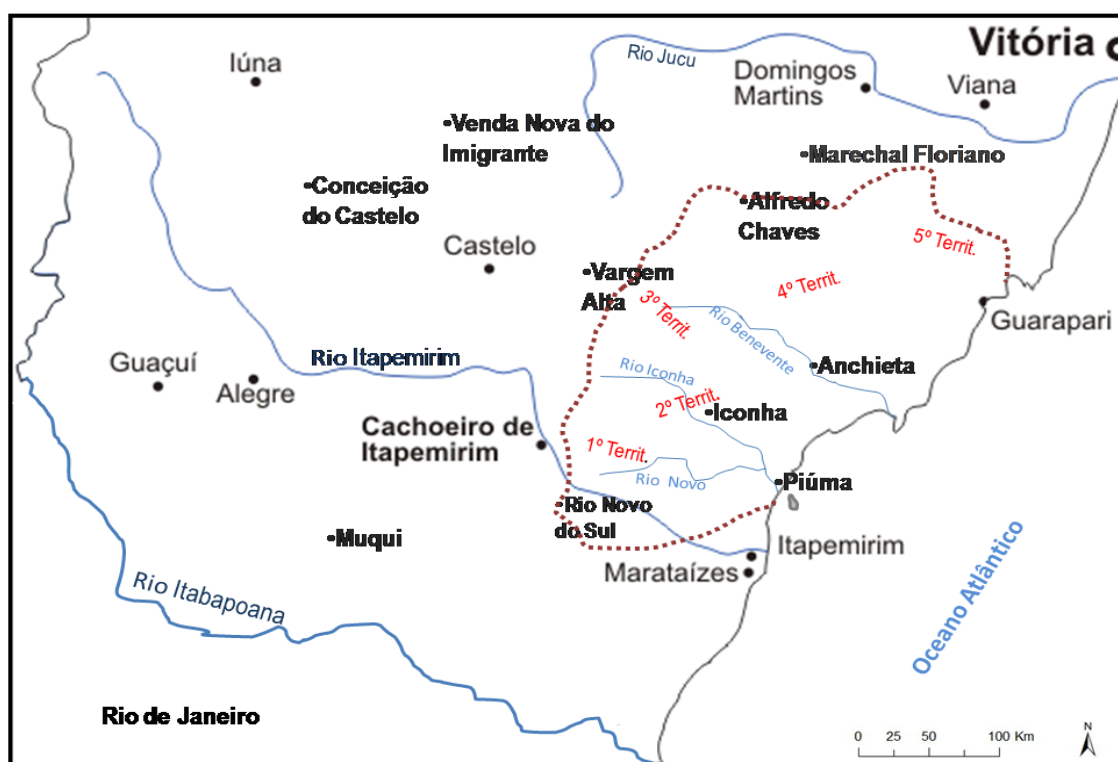 Vitória
Rio Jucu
Iúna
Domingos
Martins
Viana
•Venda Nova do
Imigrante
•Marechal Floriano
•Conceição
do Castelo
•Alfredo
Chaves
5º Territ.
Castelo
•Vargem
Alta
3º Territ.
4º Territ.
Rio Benevente
Guarapari
Rio Itapemirim
Guaçuí
Alegre
Rio Iconha
•Anchieta
2º Territ.
•Iconha
Cachoeiro de
Itapemirim
1º Territ.
Rio Novo
•Piúma
•Rio Novo
do Sul
•Muqui
Itapemirim
Marataízes
Rio Itabapoana
Oceano Atlântico
Rio de Janeiro
0 25 50 100 Km
N